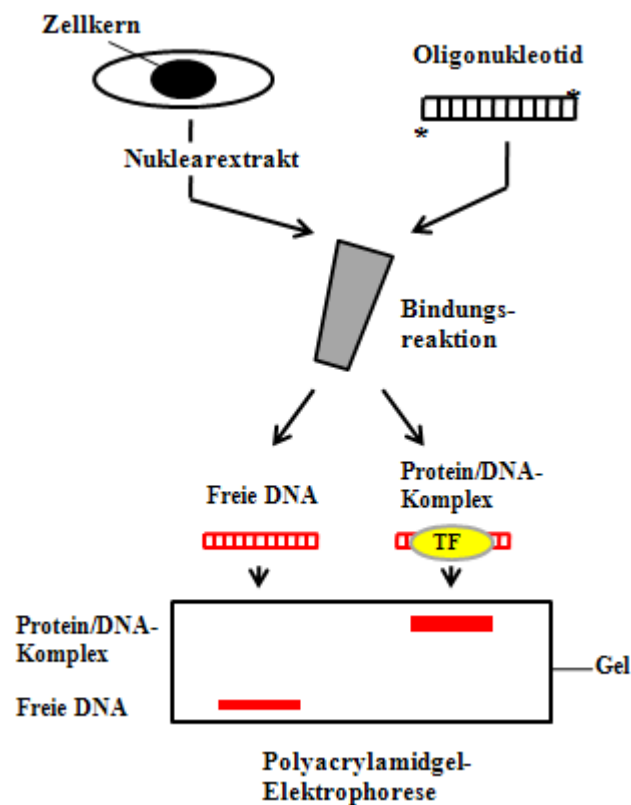 Zellkern
Oligonukleotid
*
*
Nuklearextrakt
Bindungs-
reaktion
Freie DNA
Protein/DNA-
Komplex
TF
Protein/DNA-
Komplex
Gel
Freie DNA
Polyacrylamidgel-
Elektrophorese